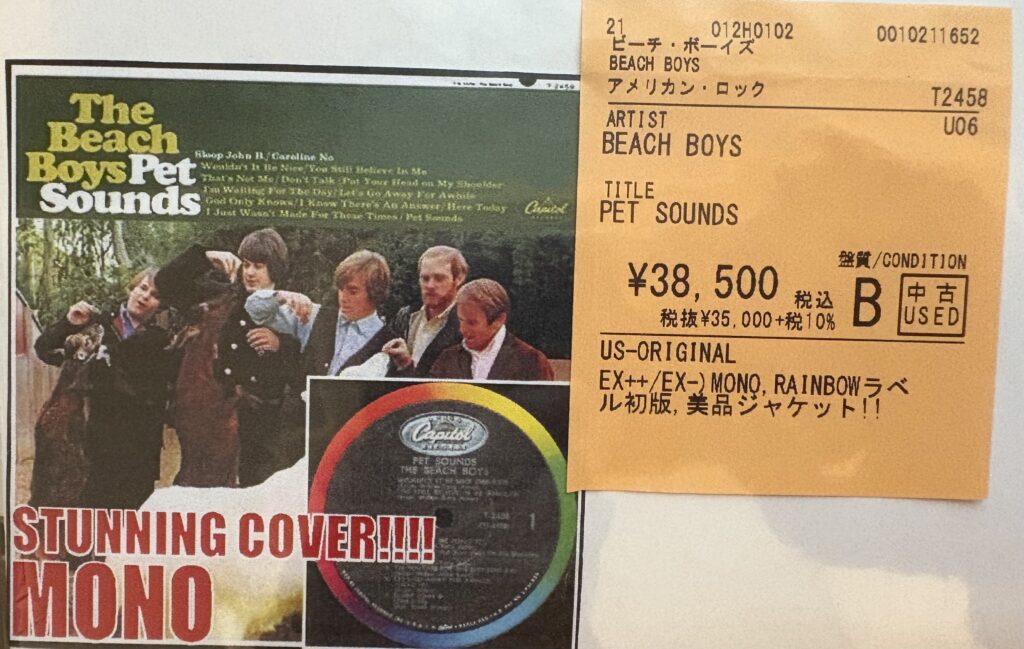 T2458
The
Beach
Boys Pet
Sounds
Sloop John B./Caroline No
Wouldn't It Be Nice/You Still Believe In Me
That's Not Me/Don't Talk/Put Your Head on My Shoulder
I'm Waiting For The Day/Let's Go Away For Awhile
God Only Knows/I Know There's An Answer/Here Today
I Just Wasn't Made For These Times/Pet Sounds
Capitol
Capitol
PET SOUNDS
THE BEACH BOYS
1
STUNNING COVER!!!!
MONO
21 012H0102 0010211652
ビーチ・ボーイズ
BEACH BOYS
アメリカン・ロック T2458
ARTIST U06
BEACH BOYS
TITLE
PET SOUNDS
盤質/CONDITION
¥38,500 税込 B 中古
税抜¥35,000+税10% USED
US-ORIGINAL
EX++/EX-)MONO,RAINBOWラベ
ル初版,美品ジャケット!!